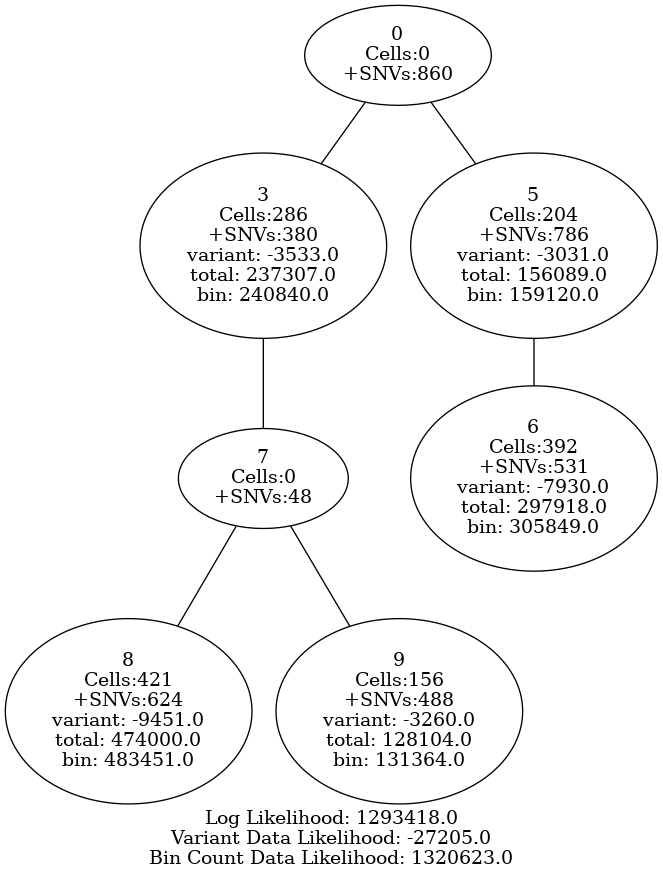 0
Cells:0
+SNVs:860
3
Cells:286
+SNVs:380
variant: -3533.0
total: 237307.0
bin: 240840.0
5
Cells:204
+SNVs:786
variant: -3031.0
total: 156089.0
bin: 159120.0
7
Cells:0
+SNVs:48
6
Cells:392
+SNVs:531
variant: -7930.0
total: 297918.0
bin: 305849.0
8
Cells:421
+SNVs:624
variant: -9451.0
total: 474000.0
bin: 483451.0
9
Cells:156
+SNVs:488
variant: -3260.0
total: 128104.0
bin: 131364.0
Log Likelihood: 1293418.0
Variant Data Likelihood: -27205.0
Bin Count Data Likelihood: 1320623.0